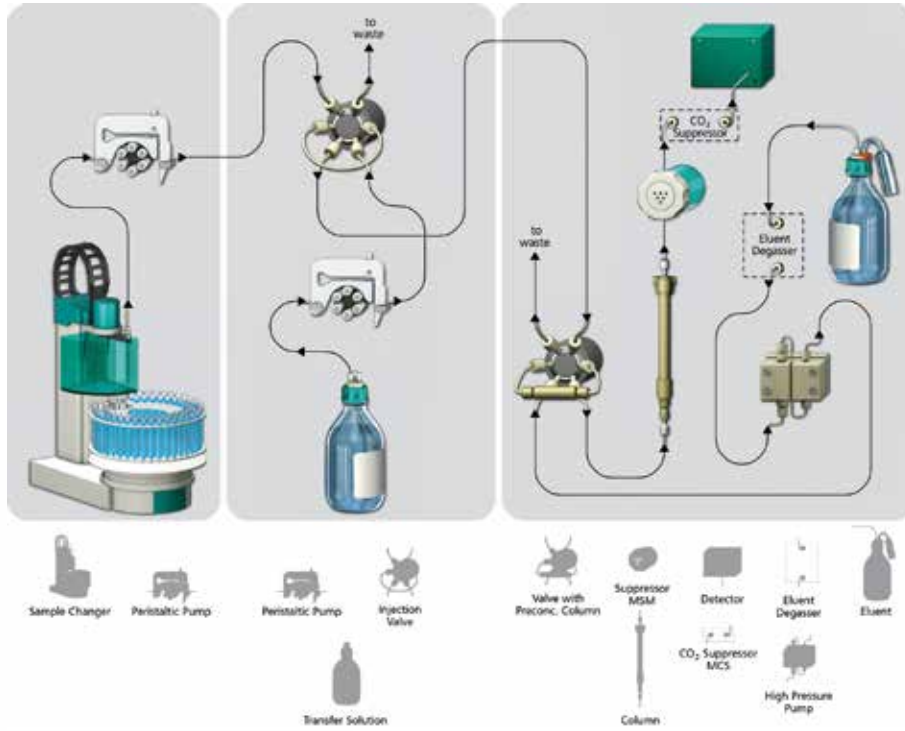 to
waste
CO₂
Suppressor
Eluent
Degasser
to
waste
Sample Changer
Peristaltic Pump
Peristaltic Pump
Injection
Valve
Valve with
Preconc. Column
Suppressor
MSM
Detector
Eluent
Degasser
Eluent
CO₂ Suppressor
MCS
High Pressure
Pump
Transfer Solution
Column